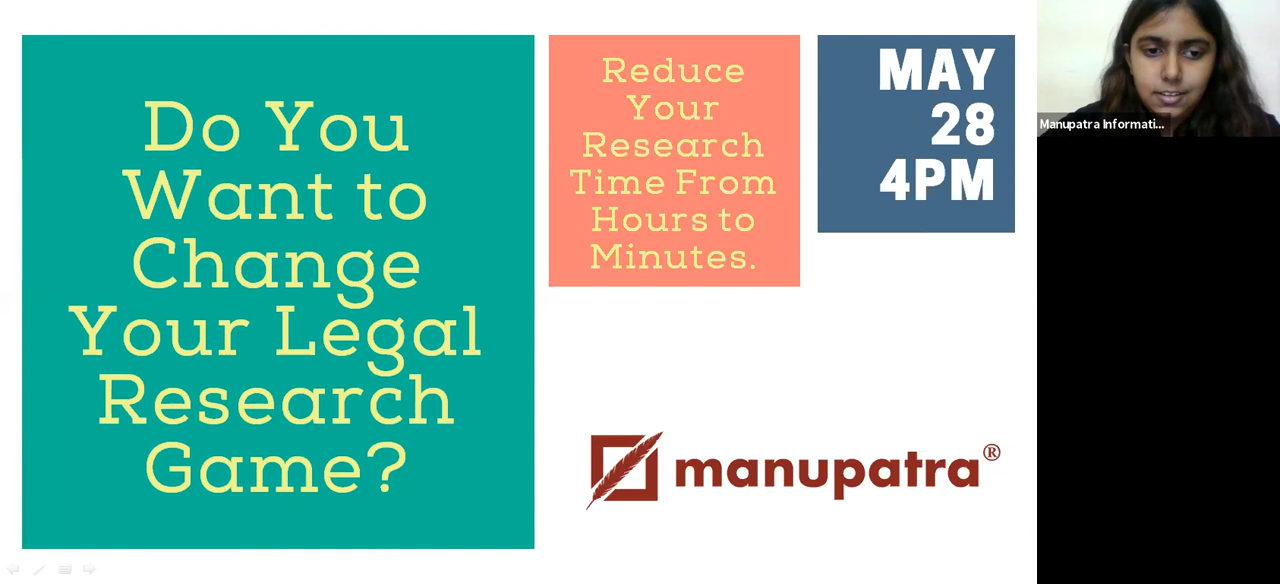 Do You
Want to
Change
Your Legal
Research
Game?
Reduce
Your
Research
Time From
Hours to
Minutes.
MAY
28
4PM
manupatra®
Manupatra Informati...